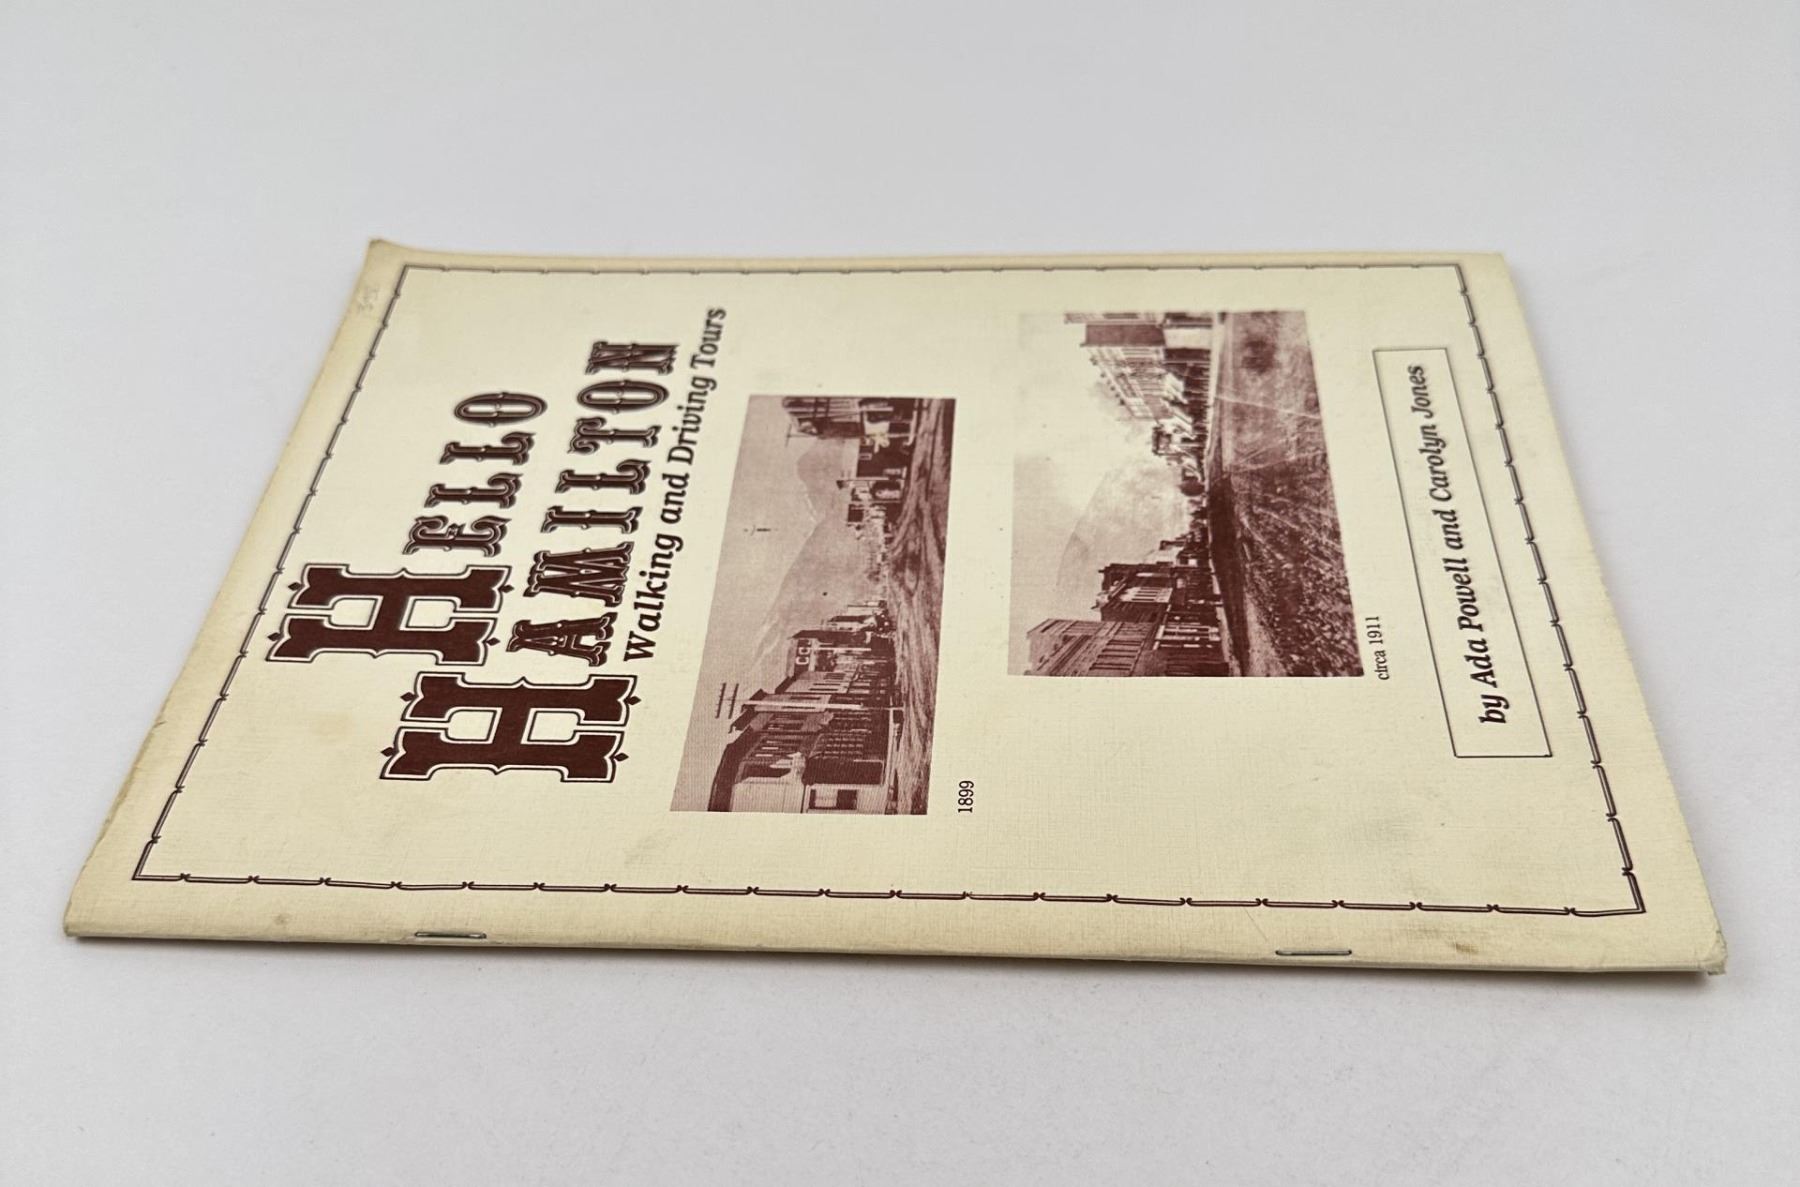 HELLO
HAMILTON
Walking and Driving Tours
1899
circa 1911
by Ada Powell and Carolyn Jones